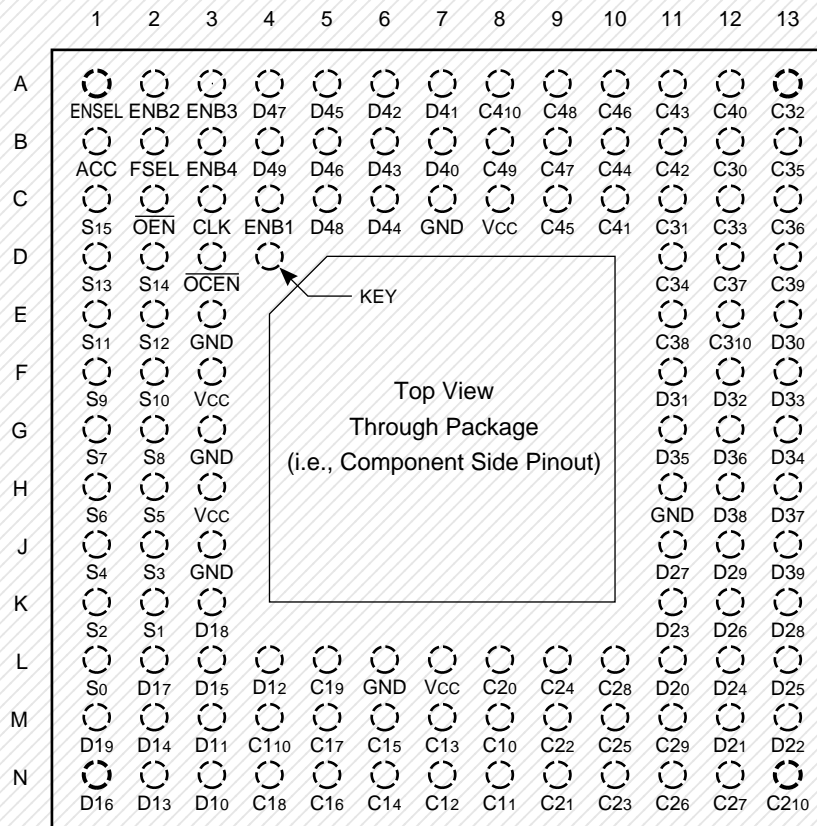 1 2 3 4 5 6 7 8 9 10 11 12 13
A
ENSEL ENB2 ENB3 D47 D45 D42 D41 C410 C48 C46 C43 C40 C32
B
ACC FSEL ENB4 D49 D46 D43 D40 C49 C47 C44 C42 C30 C35
C
S15 OEN CLK ENB1 D48 D44 GND VCC C45 C41 C31 C33 C36
D
S13 S14 OCEN KEY C34 C37 C39
E
S11 S12 GND C38 C310 D30
F
S9 S10 VCC D31 D32 D33
Top View
Through Package
(i.e., Component Side Pinout)
G
S7 S8 GND D35 D36 D34
H
S6 S5 VCC GND D38 D37
J
S4 S3 GND D27 D29 D39
K
S2 S1 D18 D23 D26 D28
L
S0 D17 D15 D12 C19 GND VCC C20 C24 C28 D20 D24 D25
M
D19 D14 D11 C110 C17 C15 C13 C10 C22 C25 C29 D21 D22
N
D16 D13 D10 C18 C16 C14 C12 C11 C21 C23 C26 C27 C210